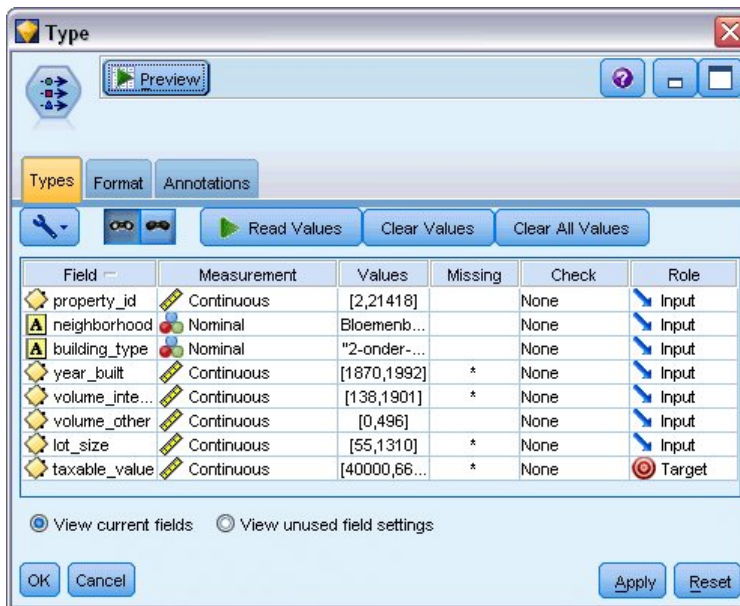 Type
Preview
Types Format Annotations
Read Values Clear Values Clear All Values
Field Measurement Values Missing Check Role
property_id Continuous [2,21418] None Input
A neighborhood Nominal Bloemenb... None Input
A building_type Nominal "2-onder-... None Input
year_built Continuous [1870,1992] * None Input
volume_inte... Continuous [138,1901] * None Input
volume_other Continuous [0,496] None Input
lot_size Continuous [55,1310] * None Input
taxable_value Continuous [40000,66... * None Target
View current fields View unused field settings
OK Cancel Apply Reset